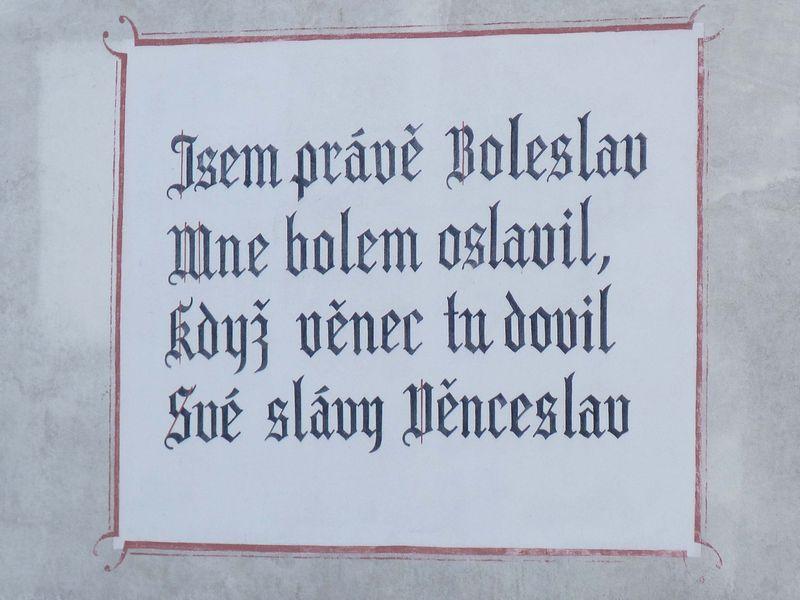 Jsem právě Boleslav
Mne bolem oslavil,
Když věnec tu dovil
Své slávy Věnceslav